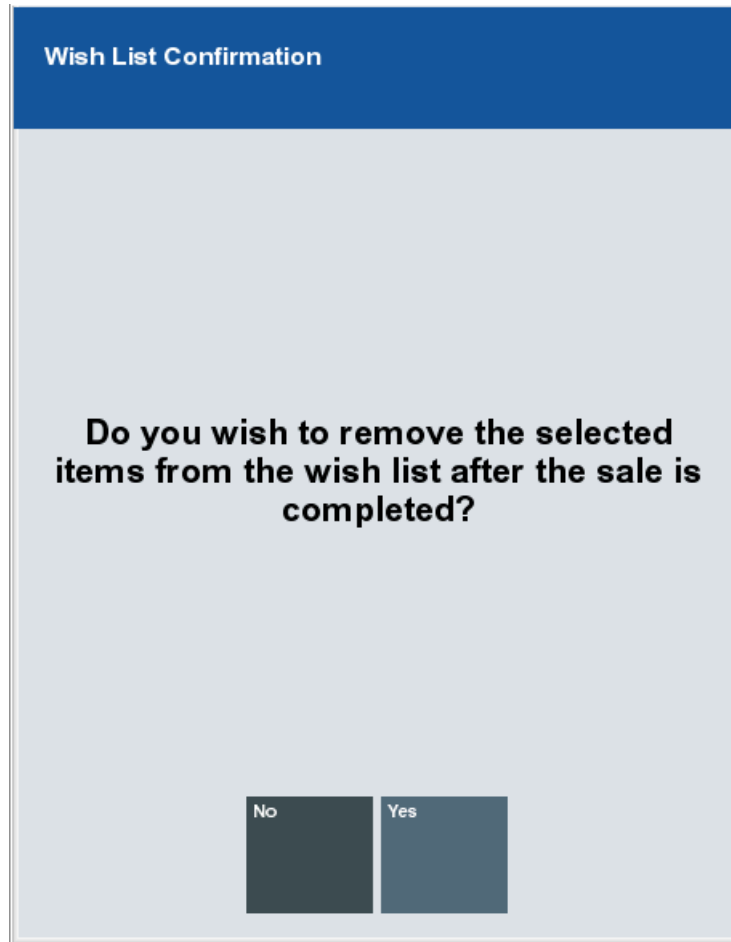 Wish List Confirmation
Do you wish to remove the selected
items from the wish list after the sale is
completed?
No
Yes